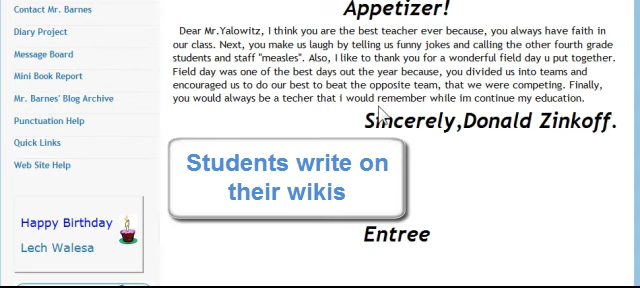 Contact Mr. Barnes
Diary Project
Message Board
Mini Book Report
Mr. Barnes' Blog Archive
Punctuation Help
Quick Links
Web Site Help
Happy Birthday
Lech Walesa
Appetizer!
Dear Mr.Yalowitz, I think you are the best teacher ever because, you always have faith in
our class. Next, you make us laugh by telling us funny jokes and calling the other fourth grade
students and staff "measles". Also, I like to thank you for a wonderful field day u put together.
Field day was one of the best days out the year because, you divided us into teams and
encouraged us to do our best to beat the opposite team, that we were competing. Finally,
you would always be a techer that i would remember while im continue my education.
Sincerely,Donald Zinkoff.
Students write on
their wikis
Entree